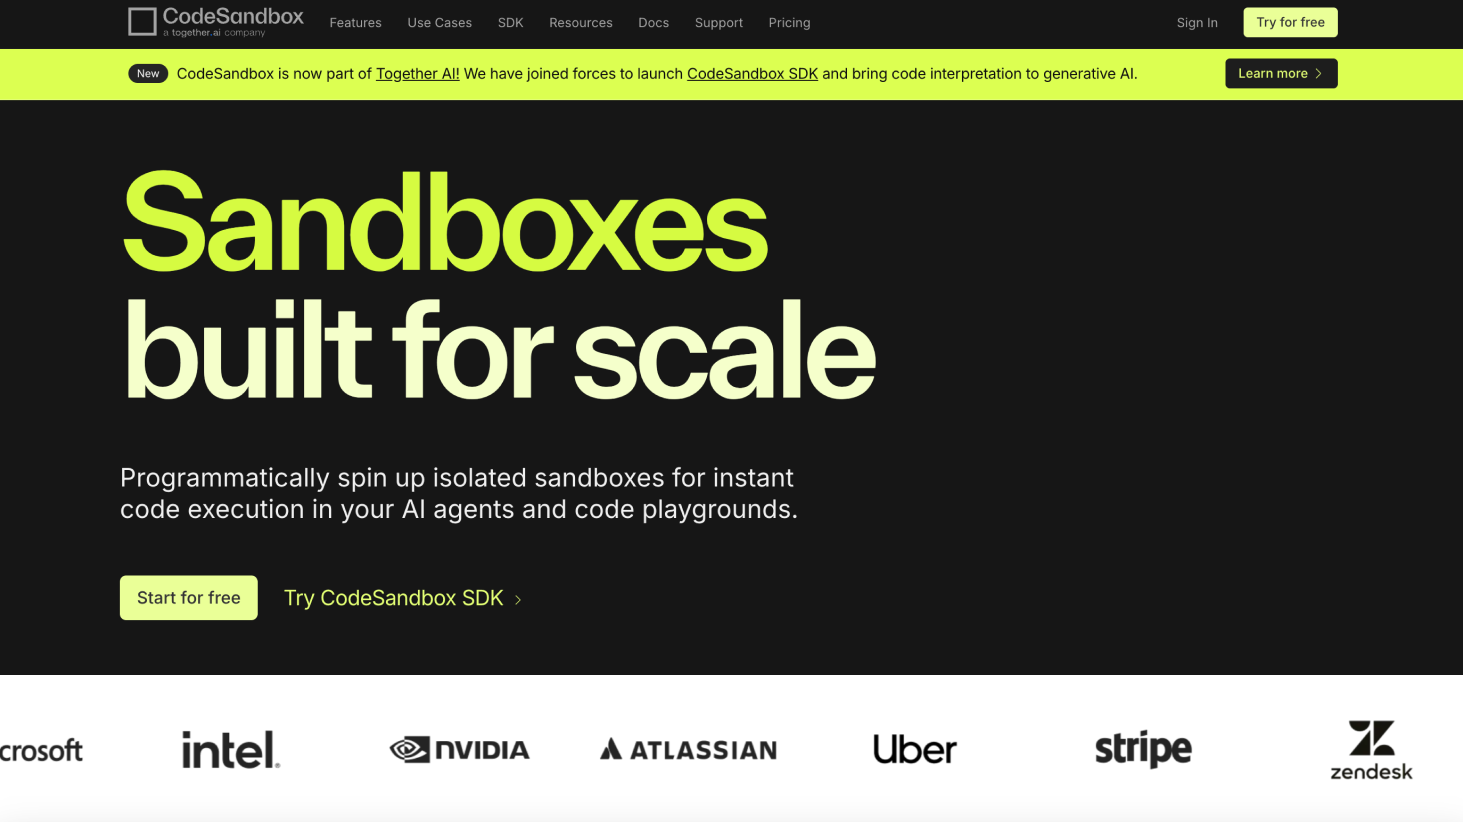 CodeSandbox
a together.ai company
Features
Use Cases
SDK
Resources
Docs
Support
Pricing
Sign In
Try for free
New
CodeSandbox is now part of Together AI! We have joined forces to launch CodeSandbox SDK and bring code interpretation to generative AI.
Learn more
Sandboxes
built for scale
Programmatically spin up isolated sandboxes for instant
code execution in your AI agents and code playgrounds.
Start for free
Try CodeSandbox SDK
crosoft
intel.
NVIDIA
ATLASSIAN
Uber
stripe
zendesk